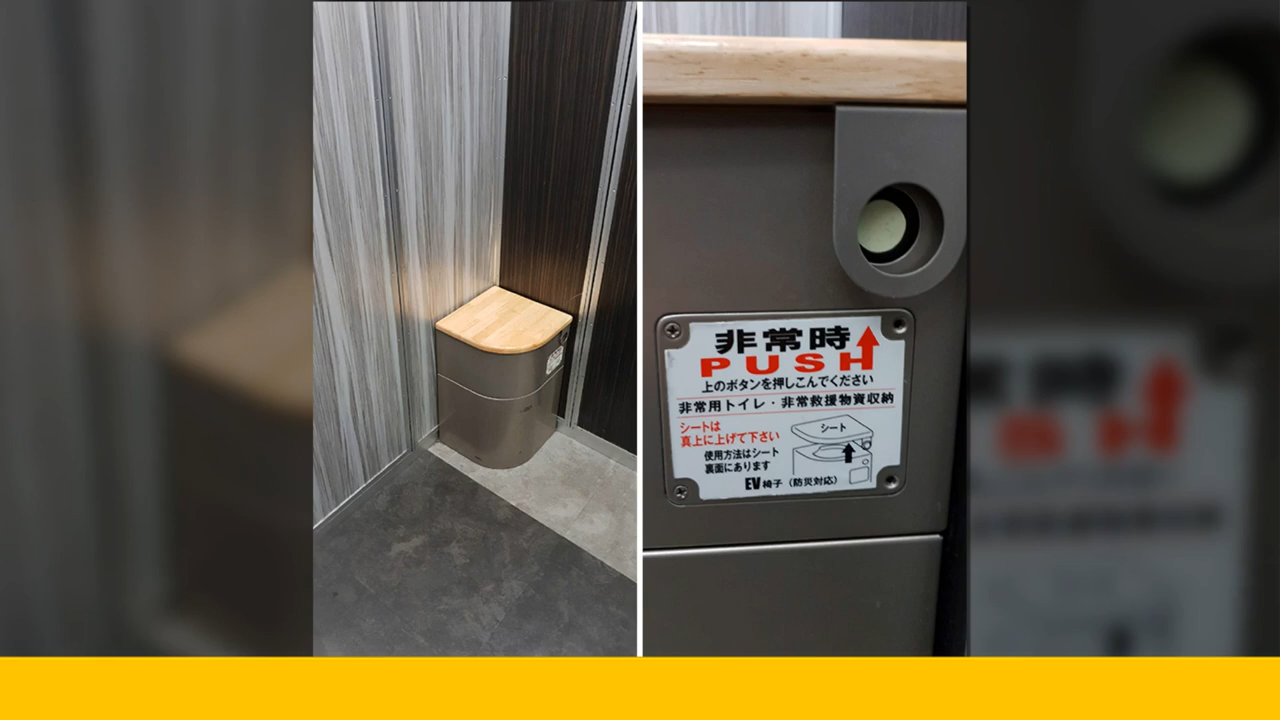 非常時
PUSH
上のボタンを押しこんでください
非常用トイレ・非常救援物資収納
シートは
真上に上げて下さい
シート
使用方法はシート
裏面にあります
EV椅子（防災対応）